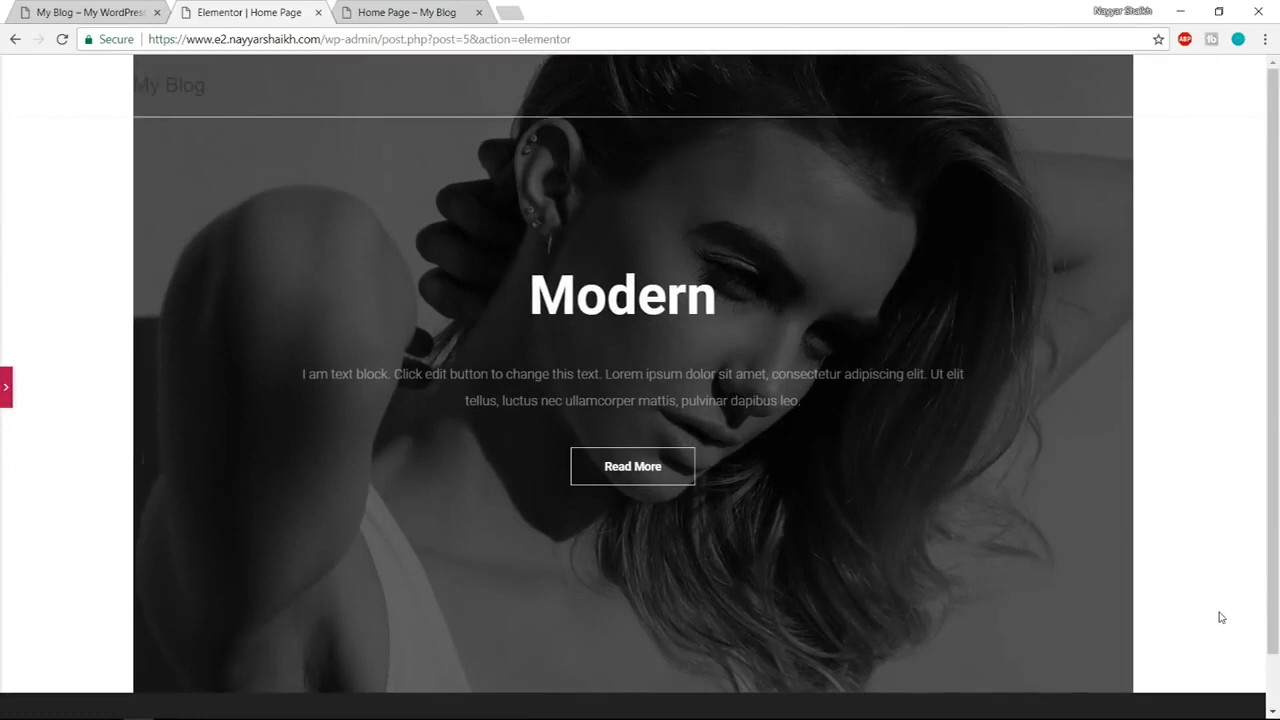 My Blog – My WordPress
Elementor | Home Page
Home Page – My Blog
Nayyar Shaikh
Secure
https://www.e2.nayyarshaikh.com/wp-admin/post.php?post=5&action=elementor
ABP
My Blog
Modern
I am text block. Click edit button to change this text. Lorem ipsum dolor sit amet, consectetur adipiscing elit. Ut elit
tellus, luctus nec ullamcorper mattis, pulvinar dapibus leo.
Read More